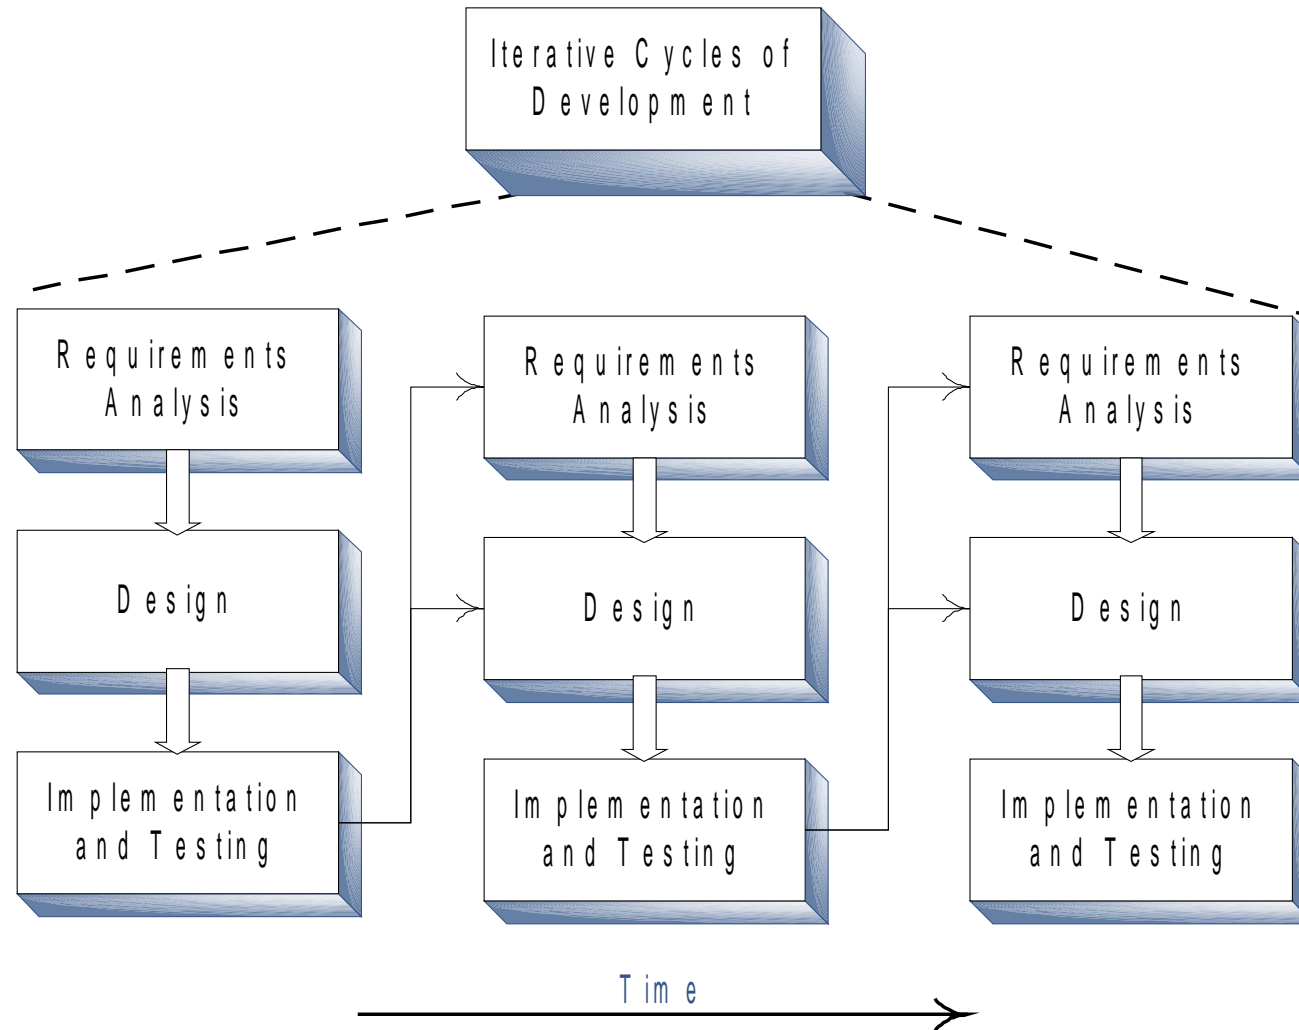 Iterative Cycles of
Development
Requirements
Analysis
Requirements
Analysis
Requirements
Analysis
Design
Design
Design
Implementation
and Testing
Implementation
and Testing
Implementation
and Testing
Time